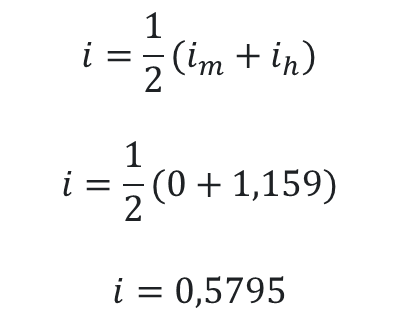 i = 1/2 (i_m + i_h)
i = 1/2 (0 + 1,159)
i = 0,5795